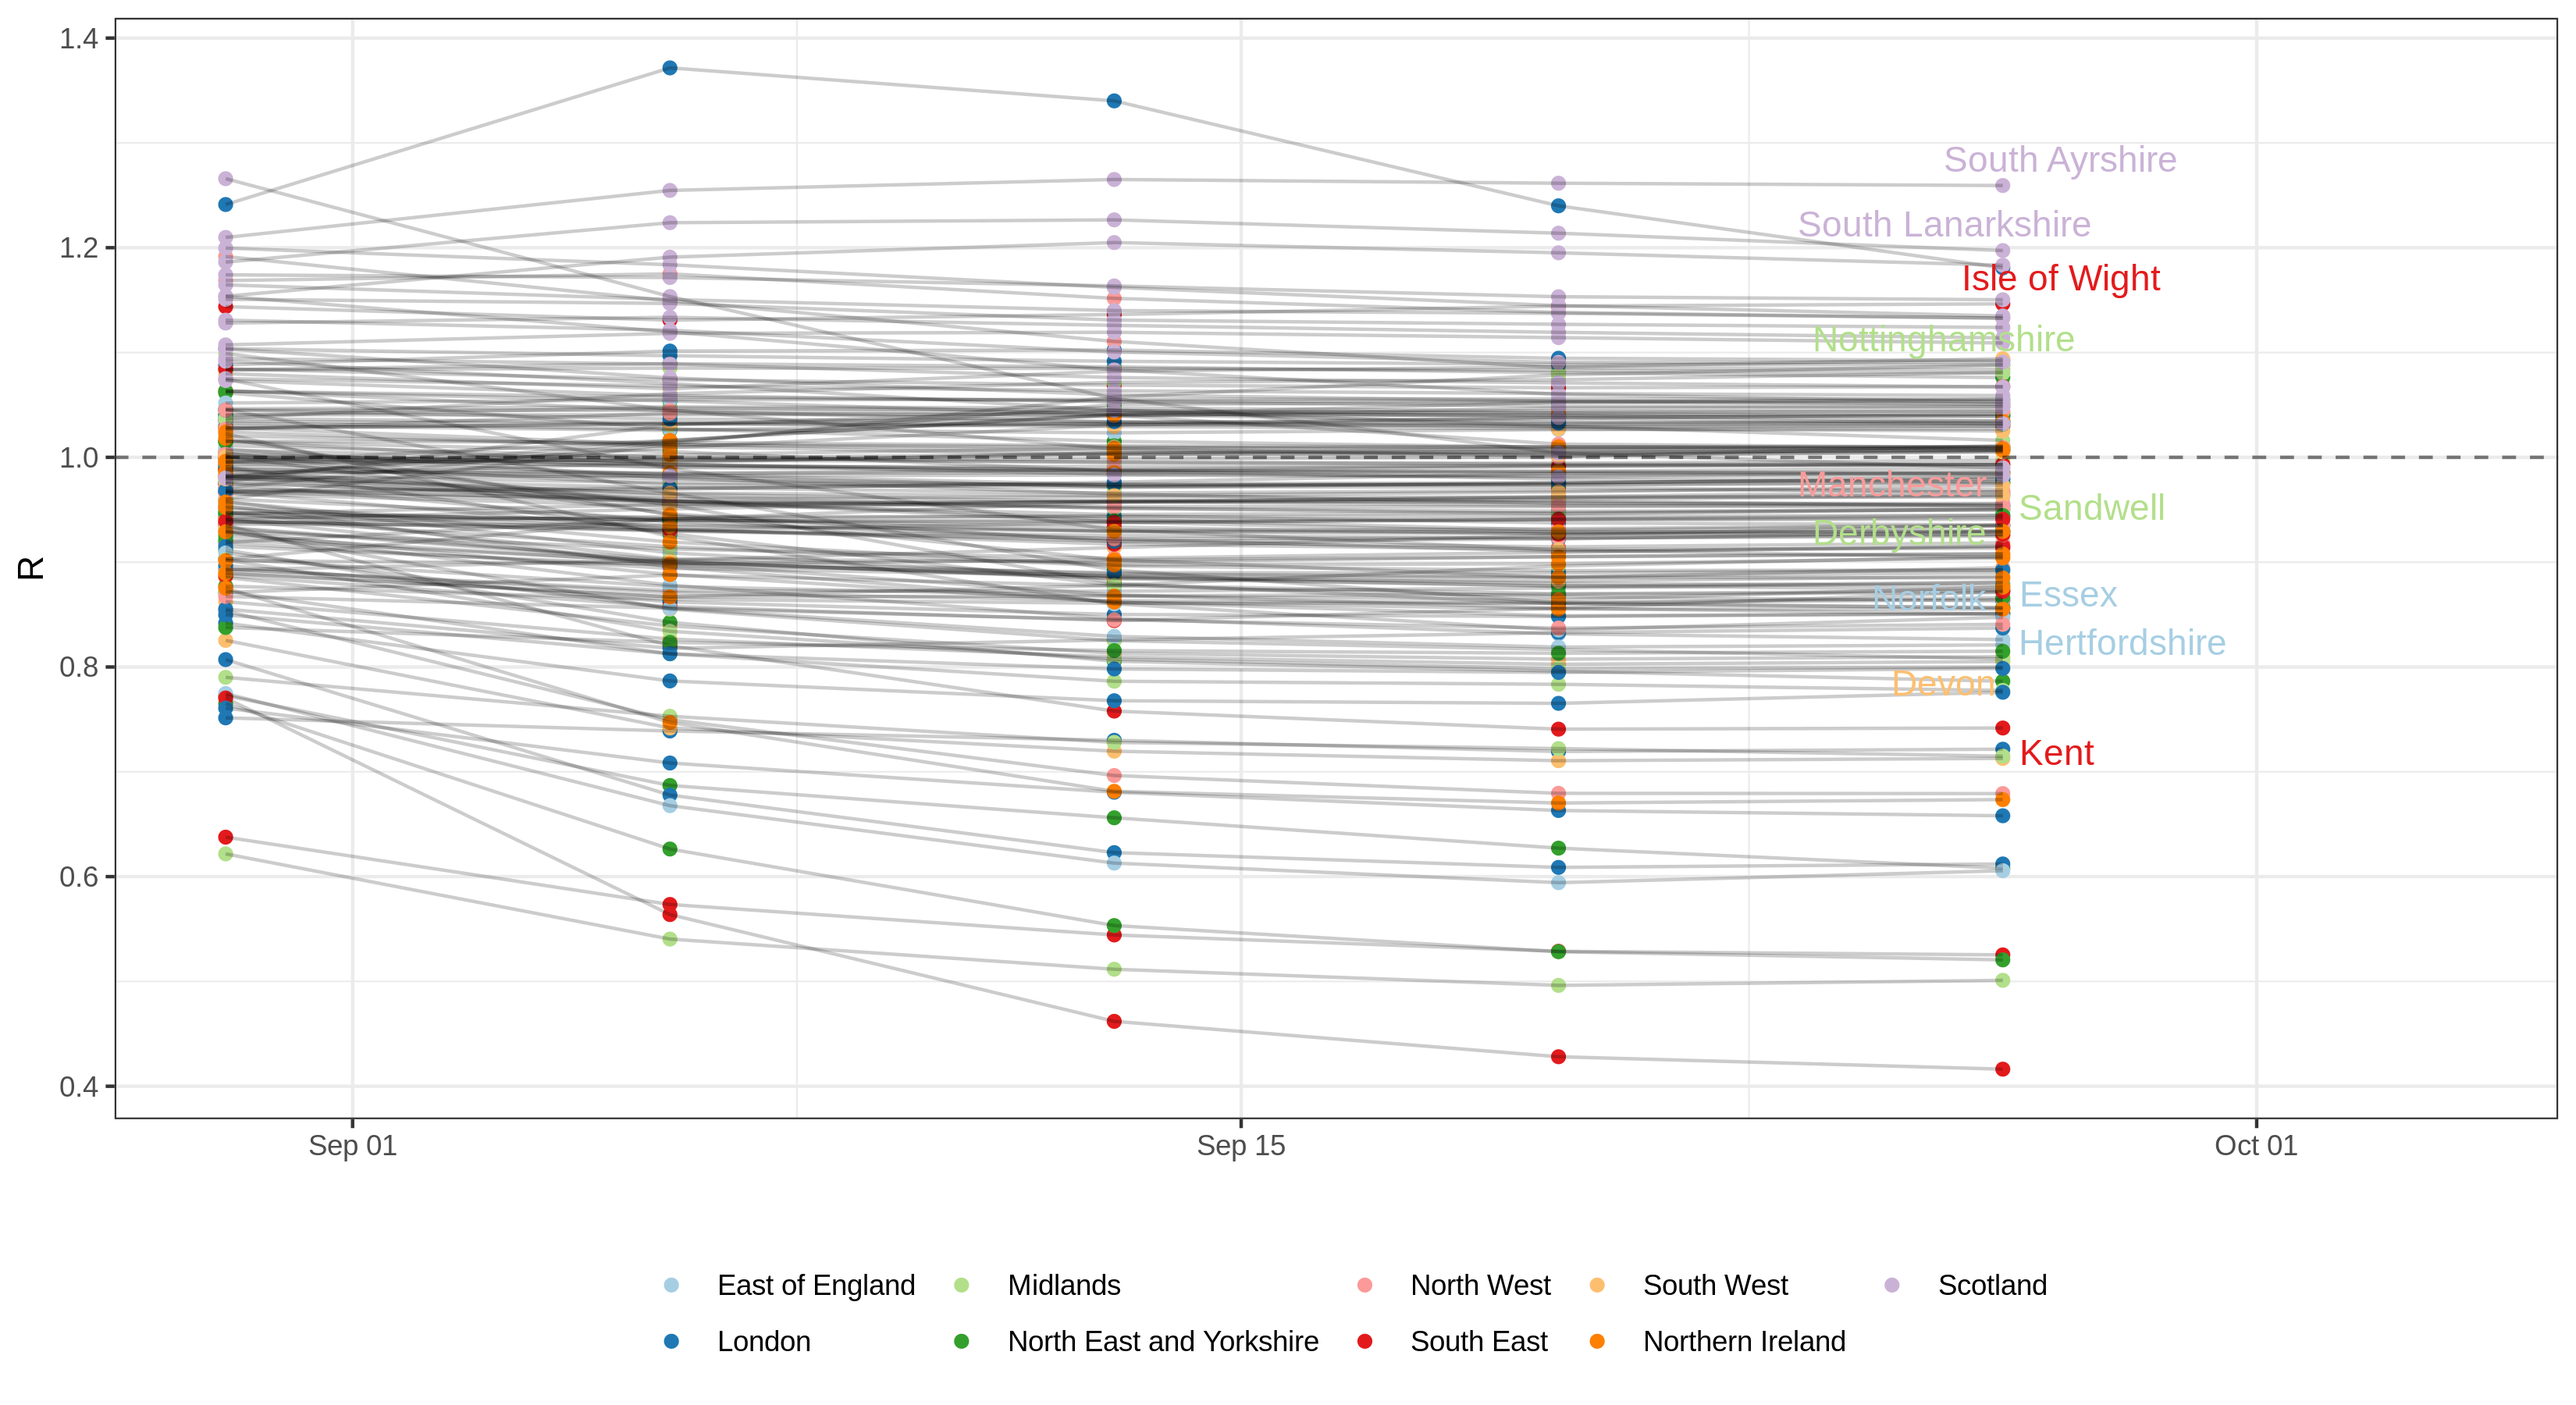 1.4
1.2
1.0
0.8
0.6
0.4
R
South Ayrshire
South Lanarkshire
Isle of Wight
Nottinghamshire
Manchester
Sandwell
Derbyshire
Norfolk
Essex
Hertfordshire
Devon
Kent
Sep 01
Sep 15
Oct 01
East of England
Midlands
North West
South West
Scotland
London
North East and Yorkshire
South East
Northern Ireland